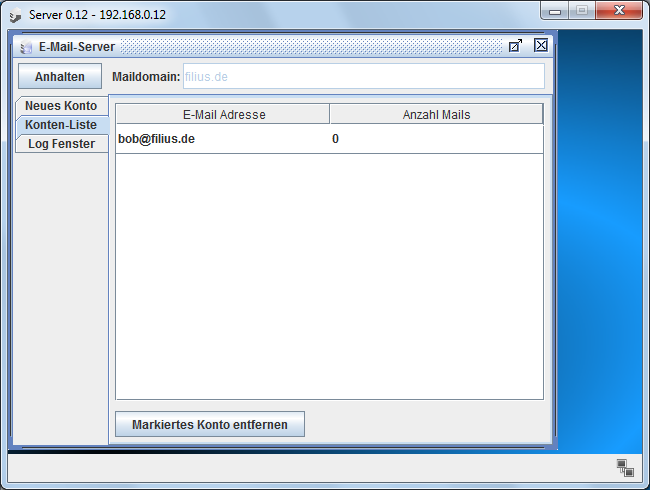 Server 0.12 - 192.168.0.12
E-Mail-Server
Anhalten Maildomain: filius.de
Neues Konto
Konten-Liste
Log Fenster
E-Mail Adresse Anzahl Mails
bob@filius.de 0
Markiertes Konto entfernen